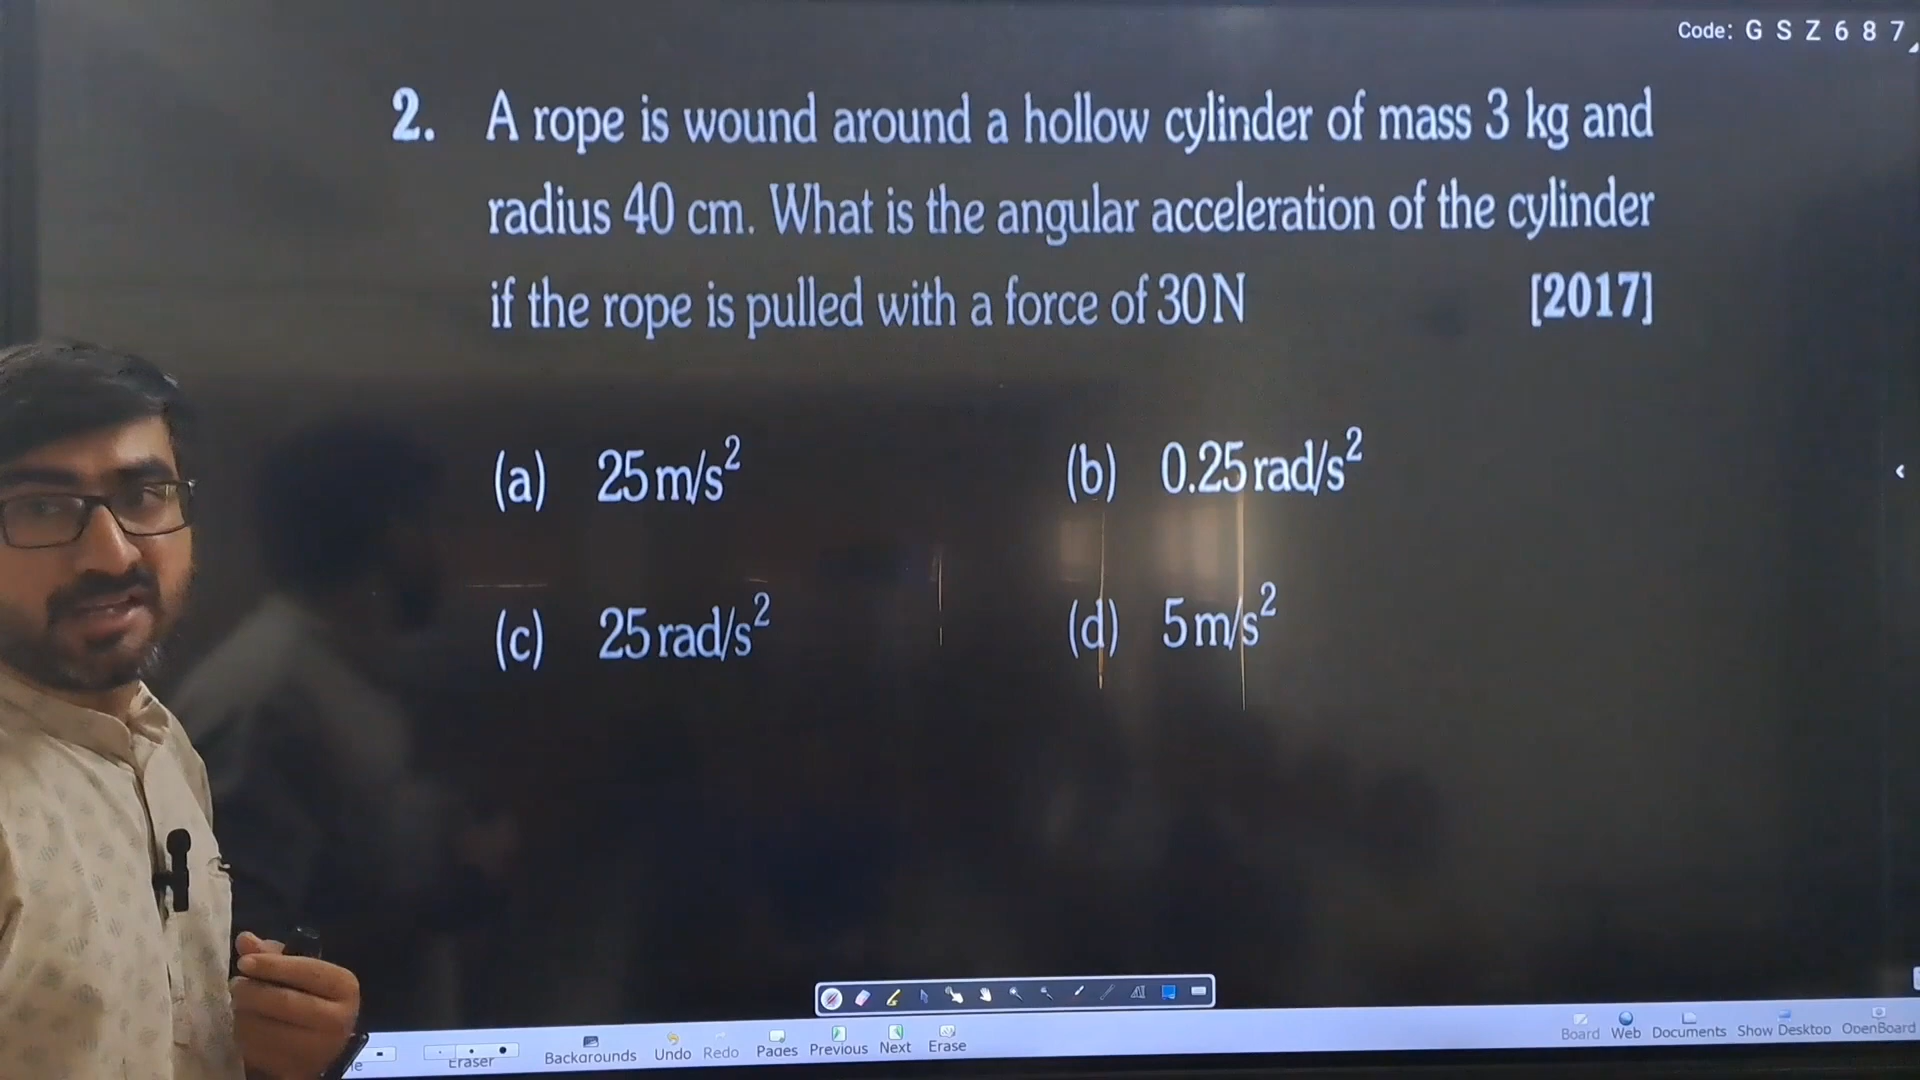 Code: G S Z 6 8 7
2. A rope is wound around a hollow cylinder of mass 3 kg and
radius 40 cm. What is the angular acceleration of the cylinder
if the rope is pulled with a force of 30 N [2017]
(a) 25 m/s² (b) 0.25 rad/s²
(c) 25 rad/s² (d) 5 m/s²
Eraser Backgrounds Undo Redo Pages Previous Next Erase Board Web Documents Show Desktop OpenBoard